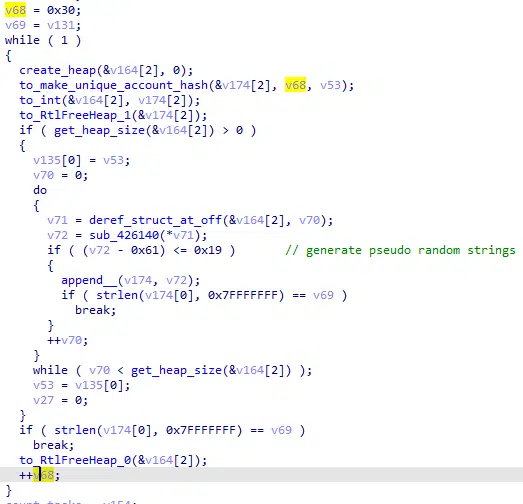 v68 = 0x30;
v69 = v131;
while ( 1 )
{
create_heap(&v164[2], 0);
to_make_unique_account_hash(&v174[2], v68, v53);
to_int(&v164[2], v174[2]);
to_RtlFreeHeap_1(&v174[2]);
if ( get_heap_size(&v164[2]) > 0 )
{
v135[0] = v53;
v70 = 0;
do
{
v71 = deref_struct_at_off(&v164[2], v70);
v72 = sub_426140(*v71);
if ( (v72 - 0x61) <= 0x19 ) // generate pseudo random strings
{
append__(v174, v72);
if ( strlen(v174[0], 0x7FFFFFFF) == v69 )
break;
}
++v70;
}
while ( v70 < get_heap_size(&v164[2]) );
v53 = v135[0];
v27 = 0;
}
if ( strlen(v174[0], 0x7FFFFFFF) == v69 )
break;
to_RtlFreeHeap_0(&v164[2]);
++v68;
}